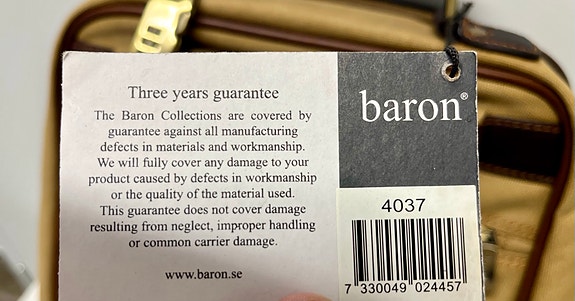 Three years guarantee
The Baron Collections are covered by
guarantee against all manufacturing
defects in materials and workmanship.
We will fully cover any damage to your
product caused by defects in workmanship
or the quality of the material used.
This guarantee does not cover damage
resulting from neglect, improper handling
or common carrier damage.
www.baron.se
baron®
4037
7 330049 024457